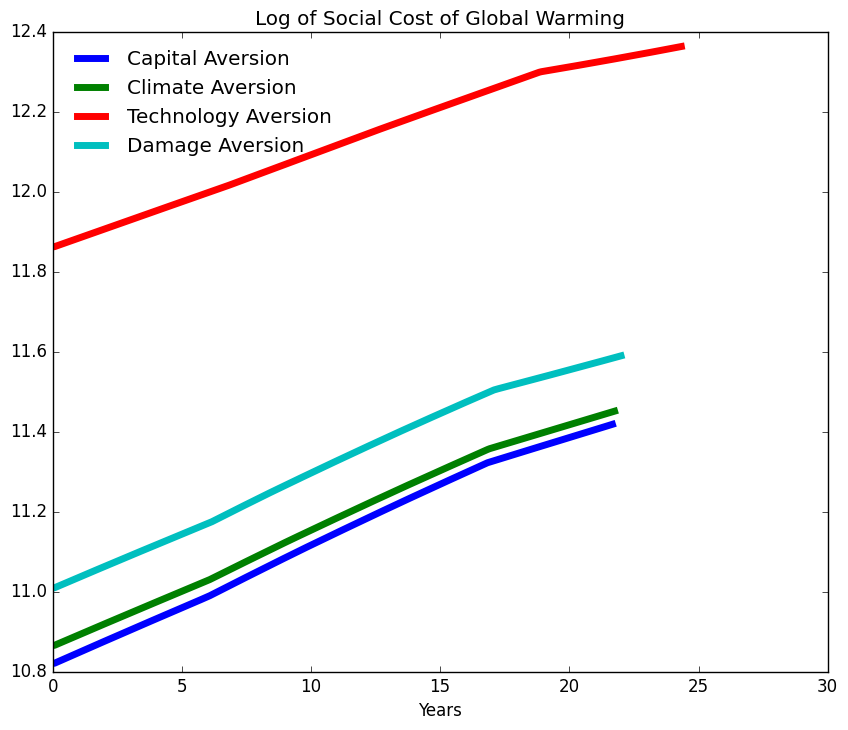 Log of Social Cost of Global Warming
12.4
12.2
12.0
11.8
11.6
11.4
11.2
11.0
10.8
Capital Aversion
Climate Aversion
Technology Aversion
Damage Aversion
0 5 10 15 20 25 30
Years